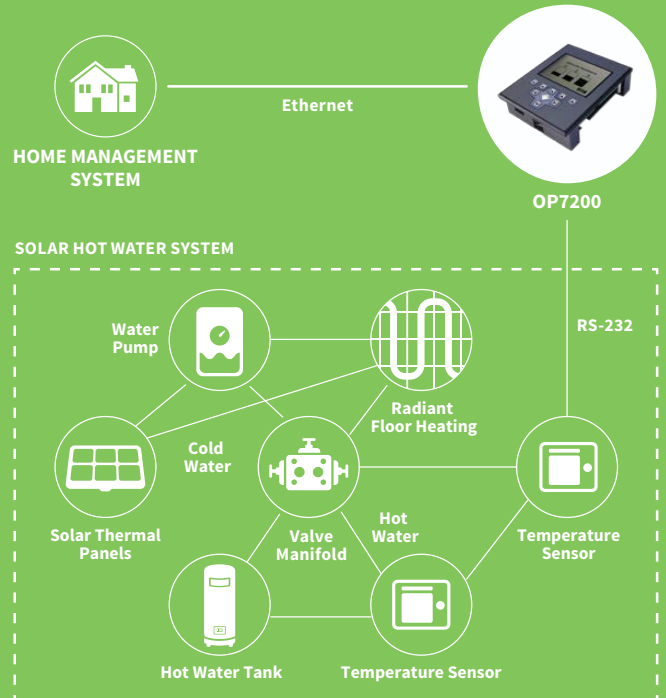 Ethernet
HOME MANAGEMENT
SYSTEM
OP7200
SOLAR HOT WATER SYSTEM
RS-232
Water
Pump
Radiant
Floor Heating
Cold
Water
Solar Thermal
Panels
Valve
Manifold
Hot
Water
Temperature
Sensor
Hot Water Tank
Temperature Sensor